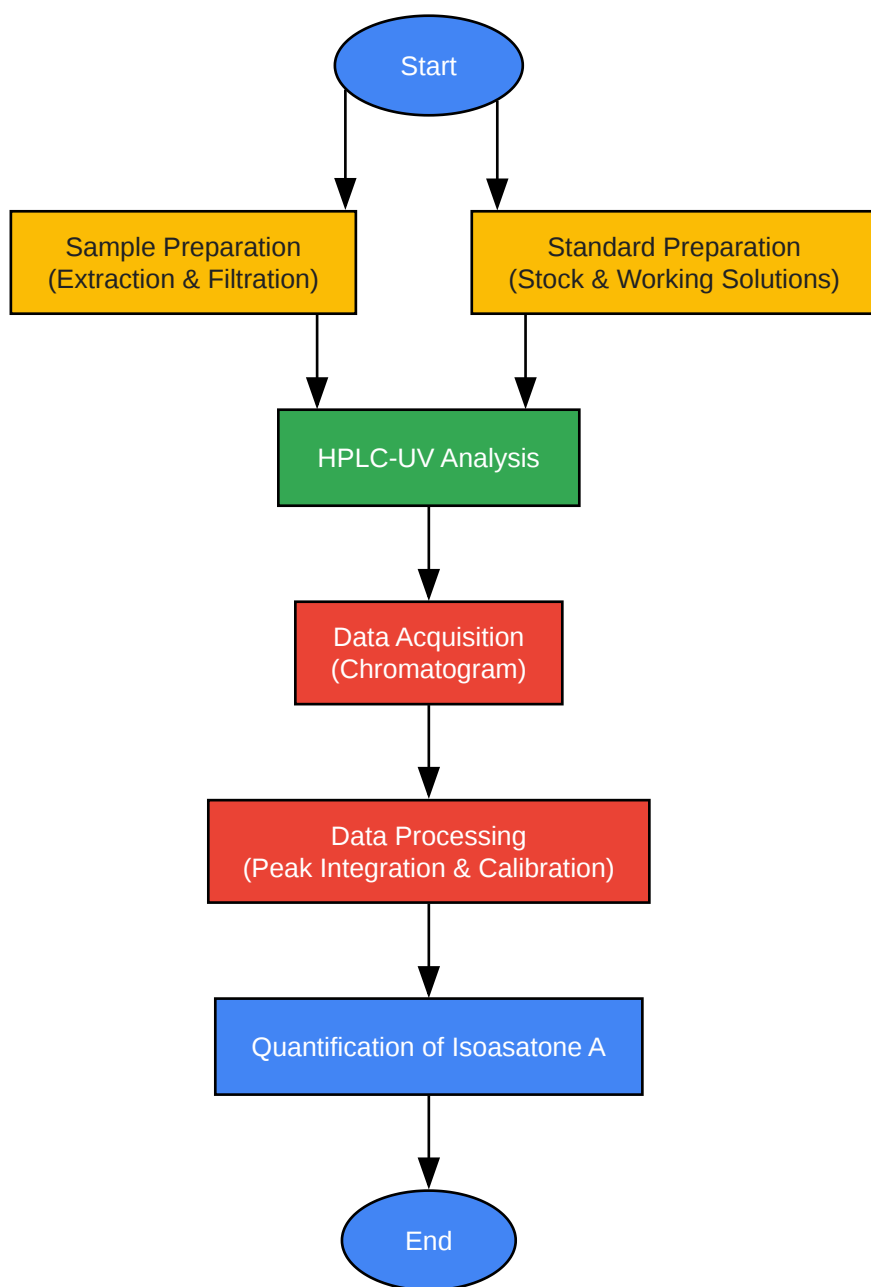 Start
Sample Preparation
(Extraction & Filtration)
Standard Preparation
(Stock & Working Solutions)
HPLC-UV Analysis
Data Acquisition
(Chromatogram)
Data Processing
(Peak Integration & Calibration)
Quantification of Isoasatone A
End